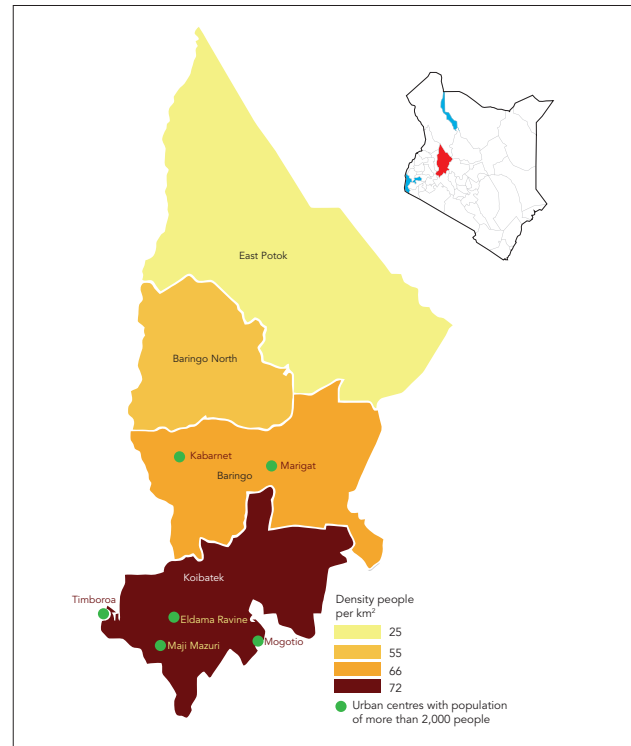 East Potok
Baringo North
Kabarnet
Marigat
Baringo
Koibatek
Timboroa
Eldama Ravine
Maji Mazuri
Mogotio
Density people
per km²
25
55
66
72
Urban centres with population
of more than 2,000 people